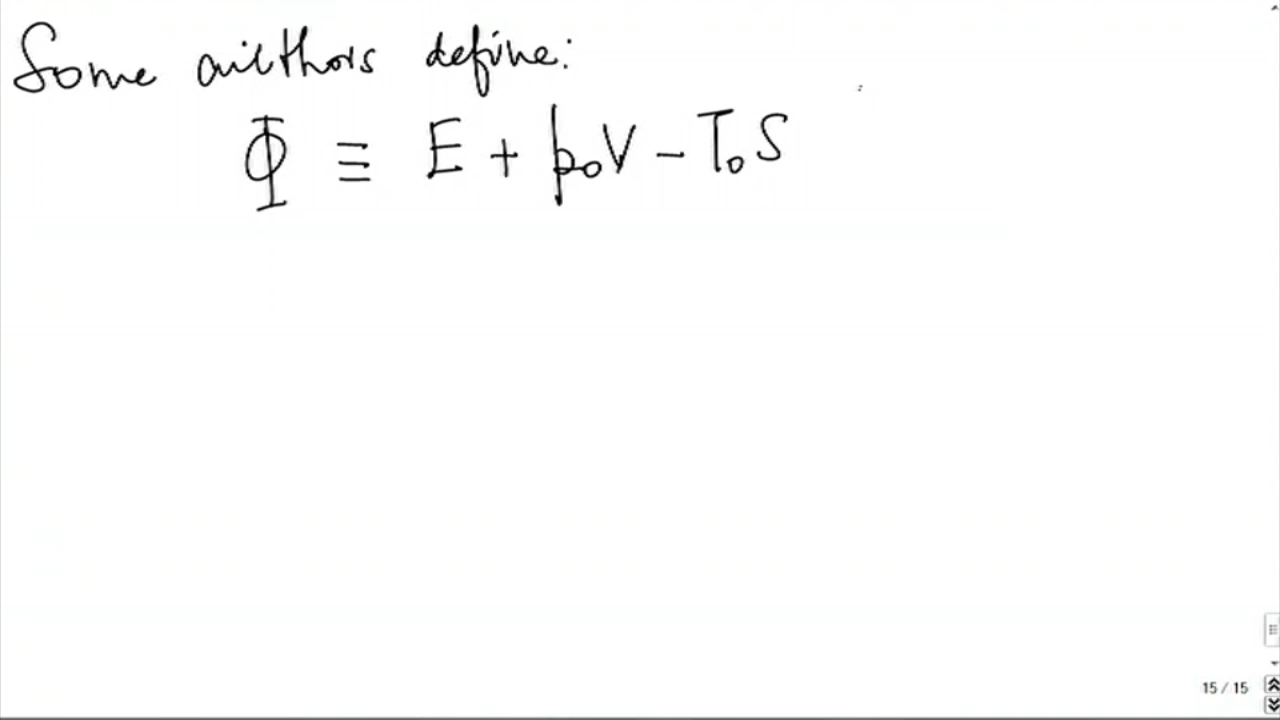 Some authors define:
Φ ≡ E + p₀V − T₀S
15 / 15